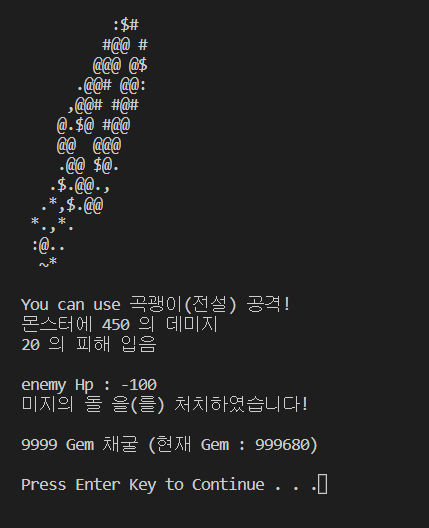 :$#
#@@ #
@@@ @$
.@@# @@:
,@@# #@#
@.$@ #@@
@@  @@@
.@@ $@.
.$.@@.,
.*,$.@@
*.,*.
:@..
~*
You can use 곡괭이(전설) 공격!
몬스터에 450 의 데미지
20 의 피해 입음
enemy Hp : -100
미지의 돌 을(를) 처치하였습니다!
9999 Gem 채굴 (현재 Gem : 999680)
Press Enter Key to Continue . . .